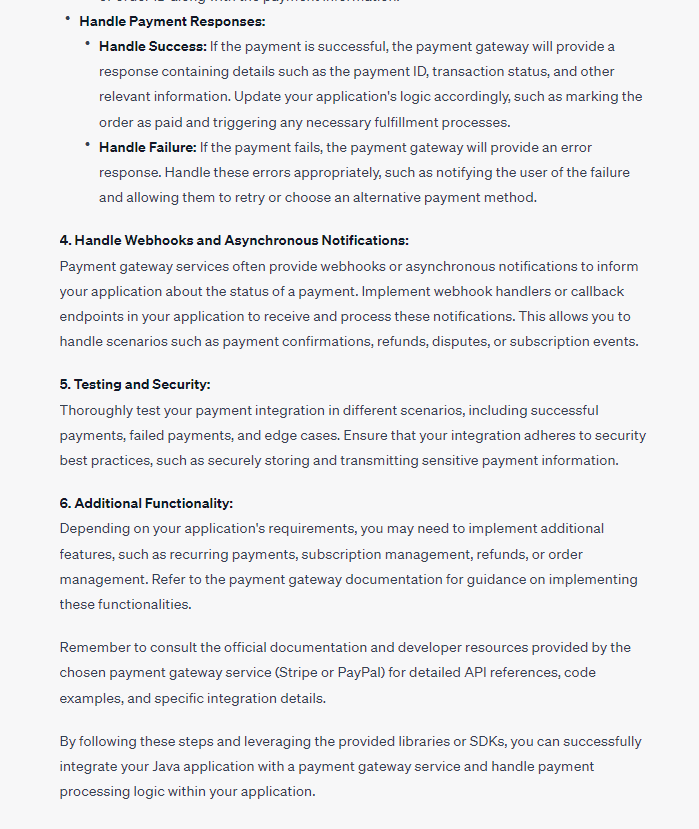 or order ID along with the payment information.
Handle Payment Responses:
Handle Success: If the payment is successful, the payment gateway will provide a
response containing details such as the payment ID, transaction status, and other
relevant information. Update your application's logic accordingly, such as marking the
order as paid and triggering any necessary fulfillment processes.
Handle Failure: If the payment fails, the payment gateway will provide an error
response. Handle these errors appropriately, such as notifying the user of the failure
and allowing them to retry or choose an alternative payment method.
4. Handle Webhooks and Asynchronous Notifications:
Payment gateway services often provide webhooks or asynchronous notifications to inform
your application about the status of a payment. Implement webhook handlers or callback
endpoints in your application to receive and process these notifications. This allows you to
handle scenarios such as payment confirmations, refunds, disputes, or subscription events.
5. Testing and Security:
Thoroughly test your payment integration in different scenarios, including successful
payments, failed payments, and edge cases. Ensure that your integration adheres to security
best practices, such as securely storing and transmitting sensitive payment information.
6. Additional Functionality:
Depending on your application's requirements, you may need to implement additional
features, such as recurring payments, subscription management, refunds, or order
management. Refer to the payment gateway documentation for guidance on implementing
these functionalities.
Remember to consult the official documentation and developer resources provided by the
chosen payment gateway service (Stripe or PayPal) for detailed API references, code
examples, and specific integration details.
By following these steps and leveraging the provided libraries or SDKs, you can successfully
integrate your Java application with a payment gateway service and handle payment
processing logic within your application.